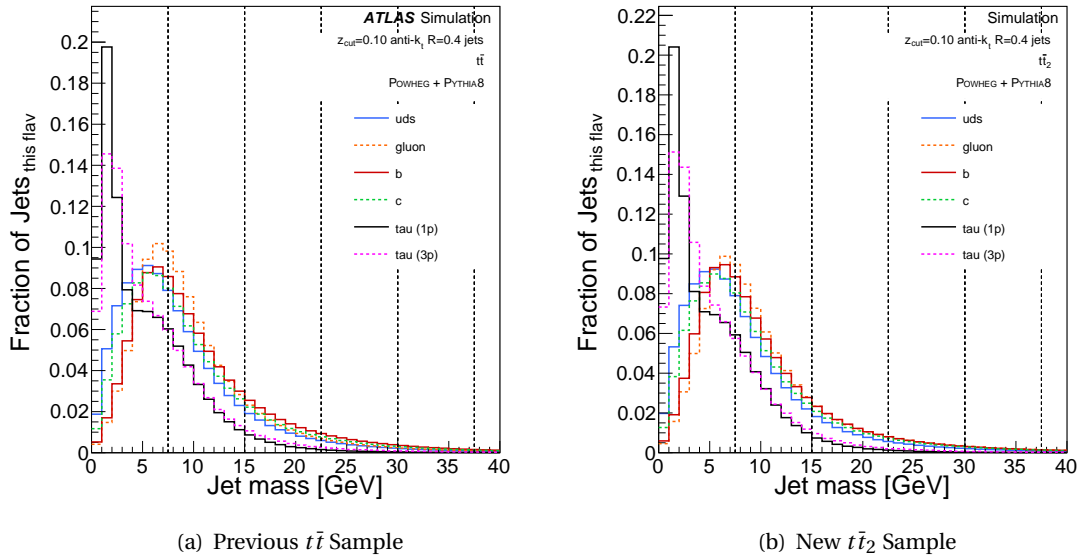 ATLAS Simulation
z_cut=0.10 anti-k_t R=0.4 jets
tt̄
POWHEG + PYTHIA8
uds
gluon
b
c
tau (1p)
tau (3p)
Fraction of Jets_this flav
0.2
0.18
0.16
0.14
0.12
0.1
0.08
0.06
0.04
0.02
0
0 5 10 15 20 25 30 35 40
Jet mass [GeV]
(a) Previous tt̄ Sample
Simulation
z_cut=0.10 anti-k_t R=0.4 jets
tt̄_2
POWHEG + PYTHIA8
uds
gluon
b
c
tau (1p)
tau (3p)
Fraction of Jets_this flav
0.22
0.2
0.18
0.16
0.14
0.12
0.1
0.08
0.06
0.04
0.02
0
0 5 10 15 20 25 30 35 40
Jet mass [GeV]
(b) New tt̄_2 Sample